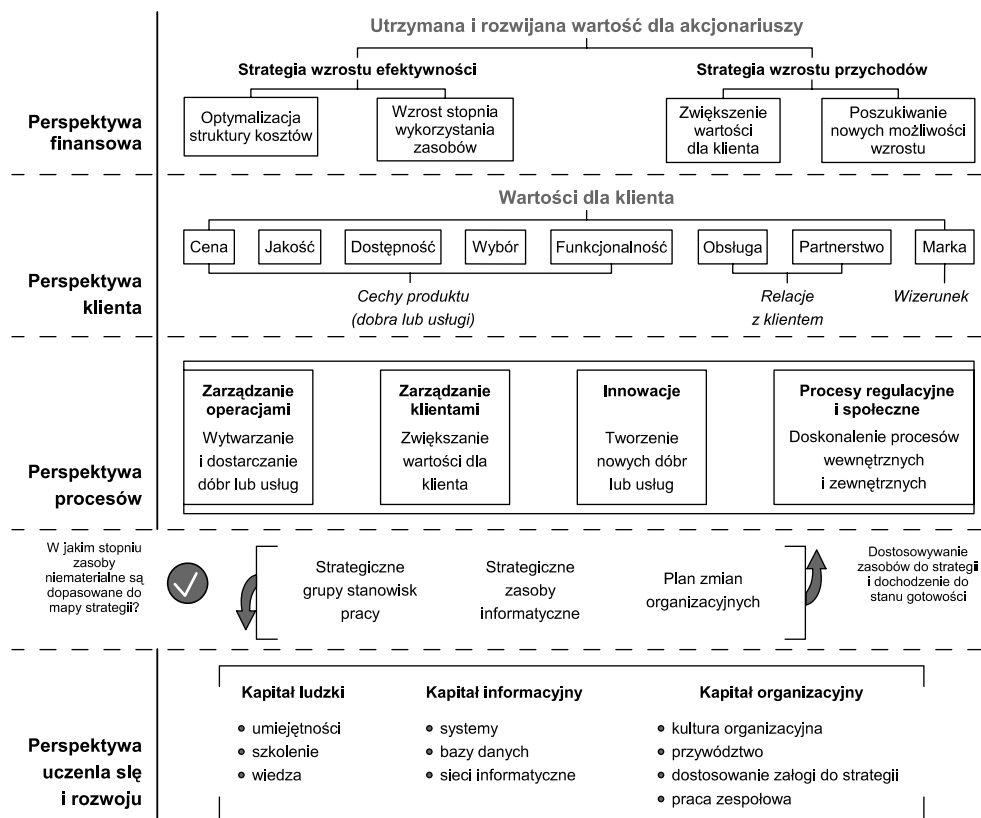 Utrzymana i rozwijana wartość dla akcjonariuszy
Strategia wzrostu efektywności
Strategia wzrostu przychodów
Perspektywa
finansowa
Optymalizacja
struktury kosztów
Wzrost stopnia
wykorzystania
zasobów
Zwiększenie
wartości
dla klienta
Poszukiwanie
nowych możliwości
wzrostu
Wartości dla klienta
Perspektywa
klienta
Cena
Jakość
Dostępność
Wybór
Funkcjonalność
Obsługa
Partnerstwo
Marka
Cechy produktu
(dobra lub usługi)
Relacje
z klientem
Wizerunek
Perspektywa
procesów
Zarządzanie
operacjami
Wytwarzanie
i dostarczanie
dóbr lub usług
Zarządzanie
klientami
Zwiększanie
wartości dla
klienta
Innowacje
Tworzenie
nowych dóbr
lub usług
Procesy regulacyjne
i społeczne
Doskonalenie procesów
wewnętrznych
i zewnętrznych
W jakim stopniu
zasoby
niematerialne są
dopasowane do
mapy strategii?
Strategiczne
grupy stanowisk
pracy
Strategiczne
zasoby
informatyczne
Plan zmian
organizacyjnych
Dostosowywanie
zasobów do strategii
i dochodzenie do
stanu gotowości
Perspektywa
uczenla slę
i rozwoju
Kapitał ludzki
umiejętności
szkolenie
wiedza
Kapitał informacyjny
systemy
bazy danych
sieci informatyczne
Kapitał organizacyjny
kultura organizacyjna
przywództwo
dostosowanie załogi do strategii
praca zespołowa